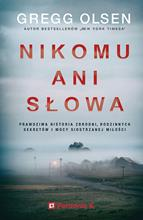 GREGG OLSEN
AUTOR BESTSELLERÓW „NEW YORK TIMESA”
NIKOMU
ANI
SŁOWA
PRAWDZIWA HISTORIA ZBRODNI, RODZINNYCH
SEKRETÓW I MOCY SIOSTRZANEJ MIŁOŚCI